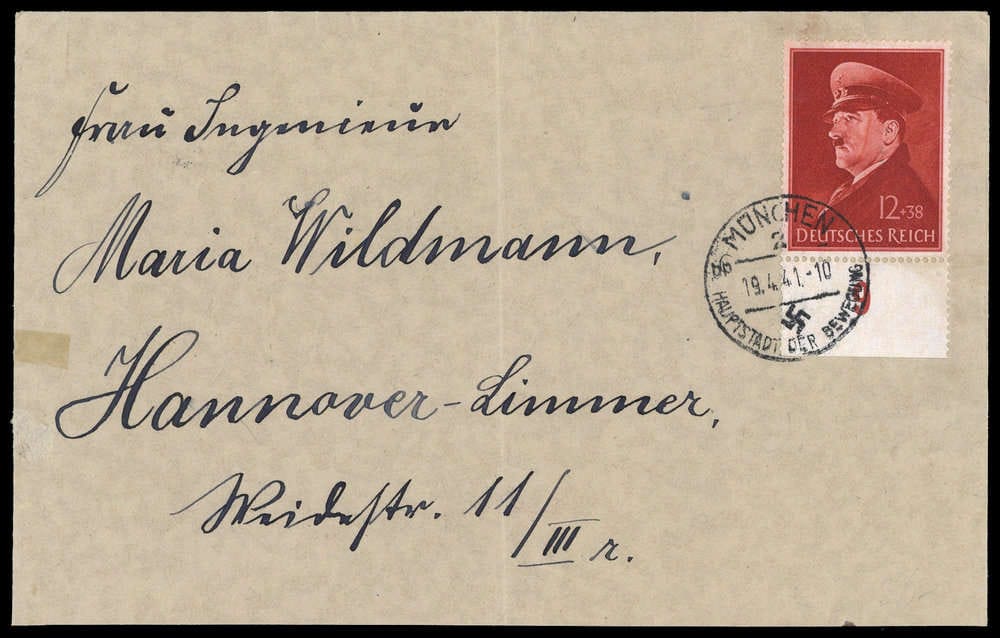 Frau Ingenieur
Maria Wildmann,
Hannover-Limmer,
Weidestr. 11/III r.
12+38
DEUTSCHES REICH
MÜNCHEN
2
19.4.41.-10
HAUPTSTADT DER BEWEGUNG